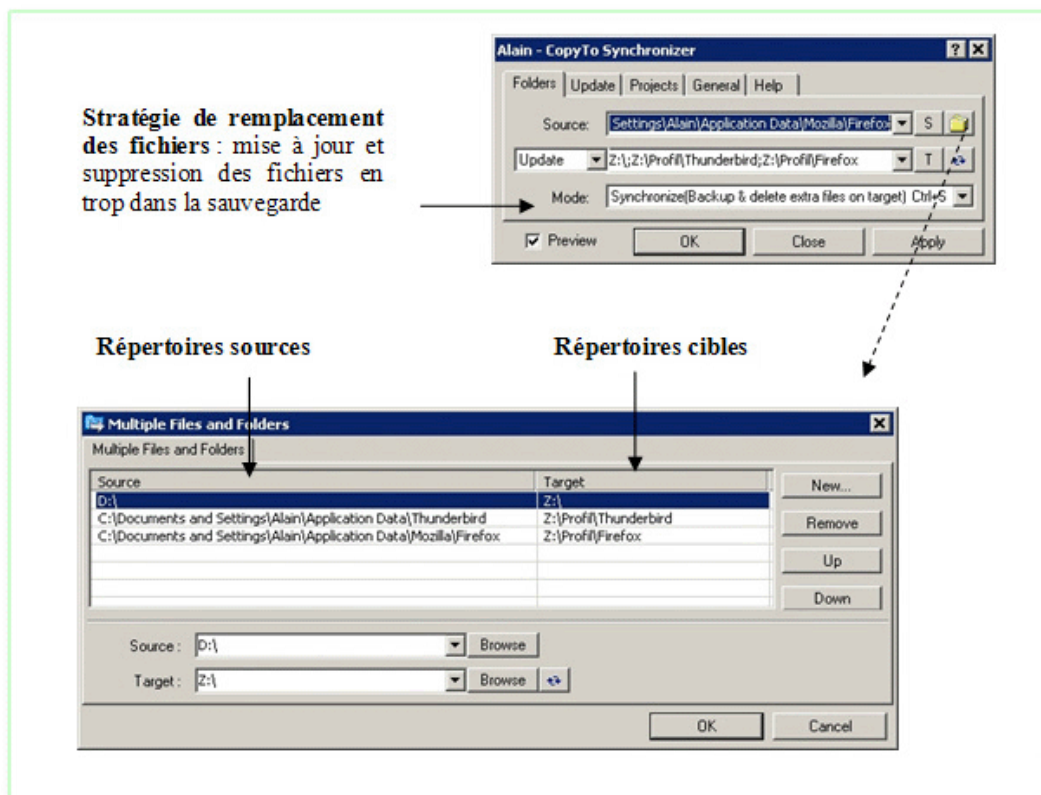 Alain - CopyTo Synchronizer
Folders Update Projects General Help
Source: Settings\Alain\Application Data\Mozilla\Firefox S
Update Z:\;Z:\Profil\Thunderbird;Z:\Profil\Firefox T
Mode: Synchronize(Backup & delete extra files on target) Ctrl+S
Preview OK Close Apply
Stratégie de remplacement
des fichiers : mise à jour et
suppression des fichiers en
trop dans la sauvegarde
Répertoires sources
Répertoires cibles
Multiple Files and Folders
Multiple Files and Folders
Source Target
D:\ Z:\
C:\Documents and Settings\Alain\Application Data\Thunderbird Z:\Profil\Thunderbird
C:\Documents and Settings\Alain\Application Data\Mozilla\Firefox Z:\Profil\Firefox
New...
Remove
Up
Down
Source : D:\ Browse
Target : Z:\ Browse
OK Cancel